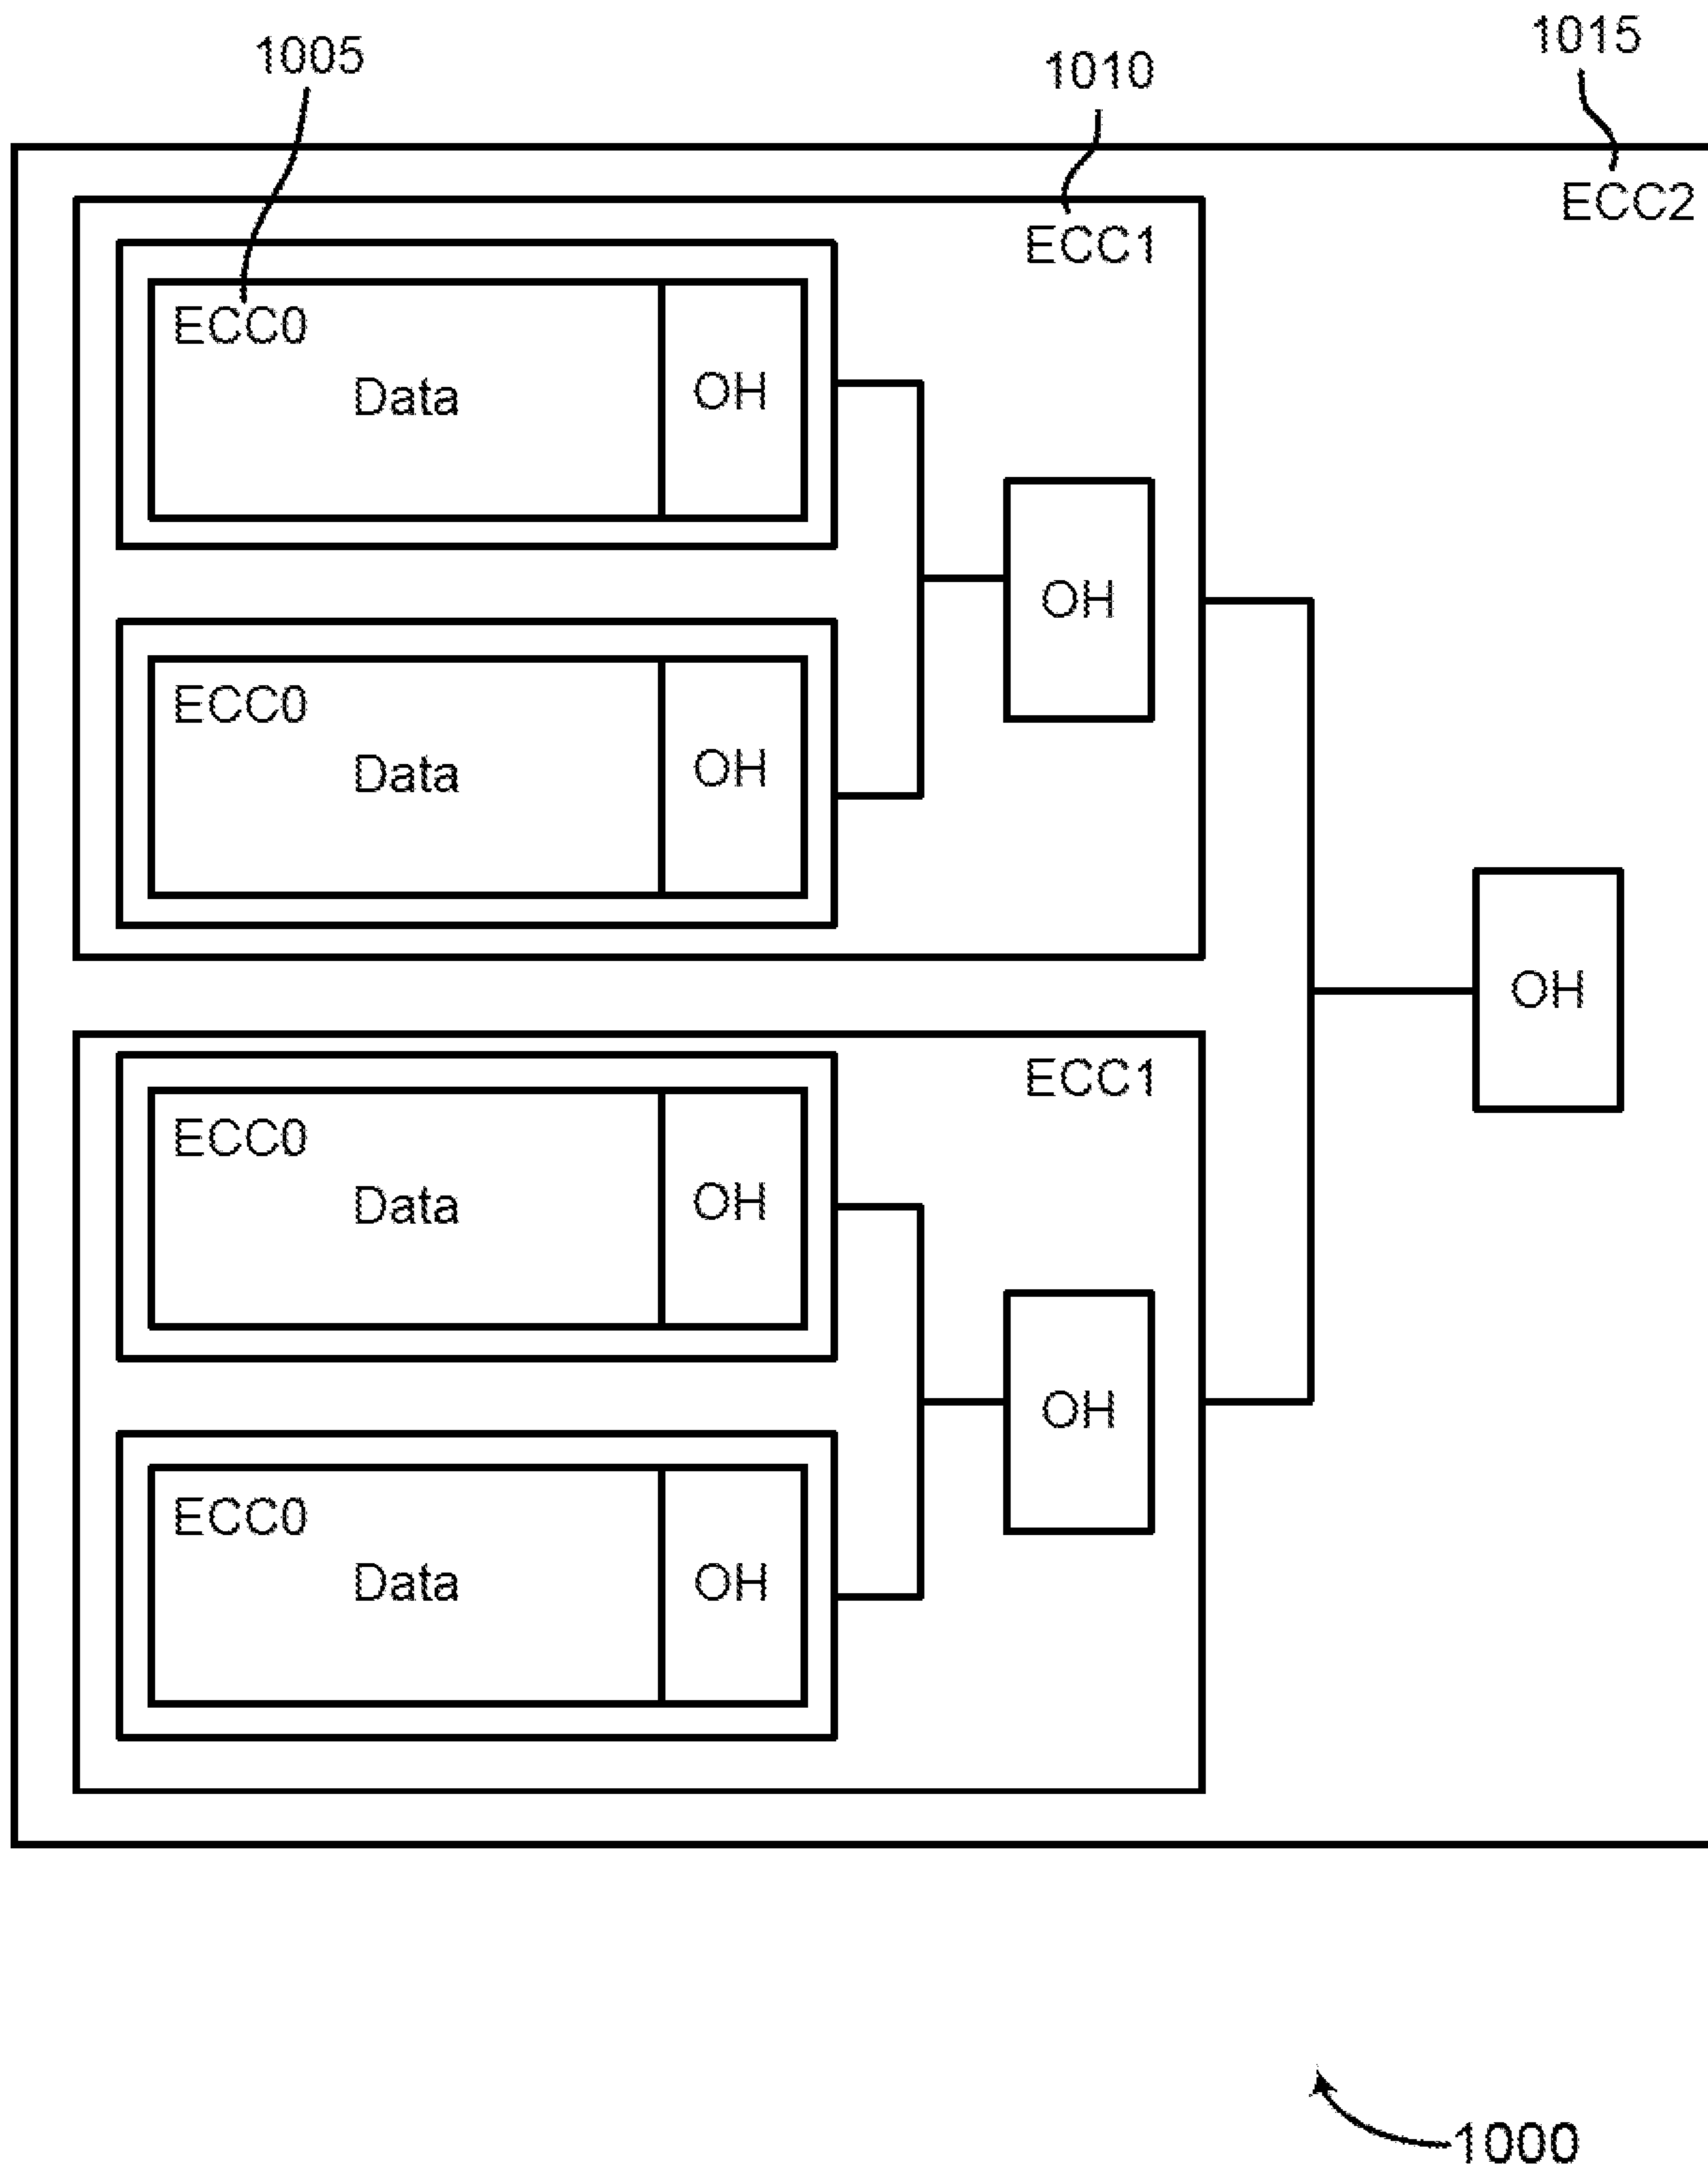 1005
1010
1015
ECC2
ECC1
ECC0
Data
OH
OH
ECC0
Data
OH
OH
ECC1
ECC0
Data
OH
OH
ECC0
Data
OH
1000